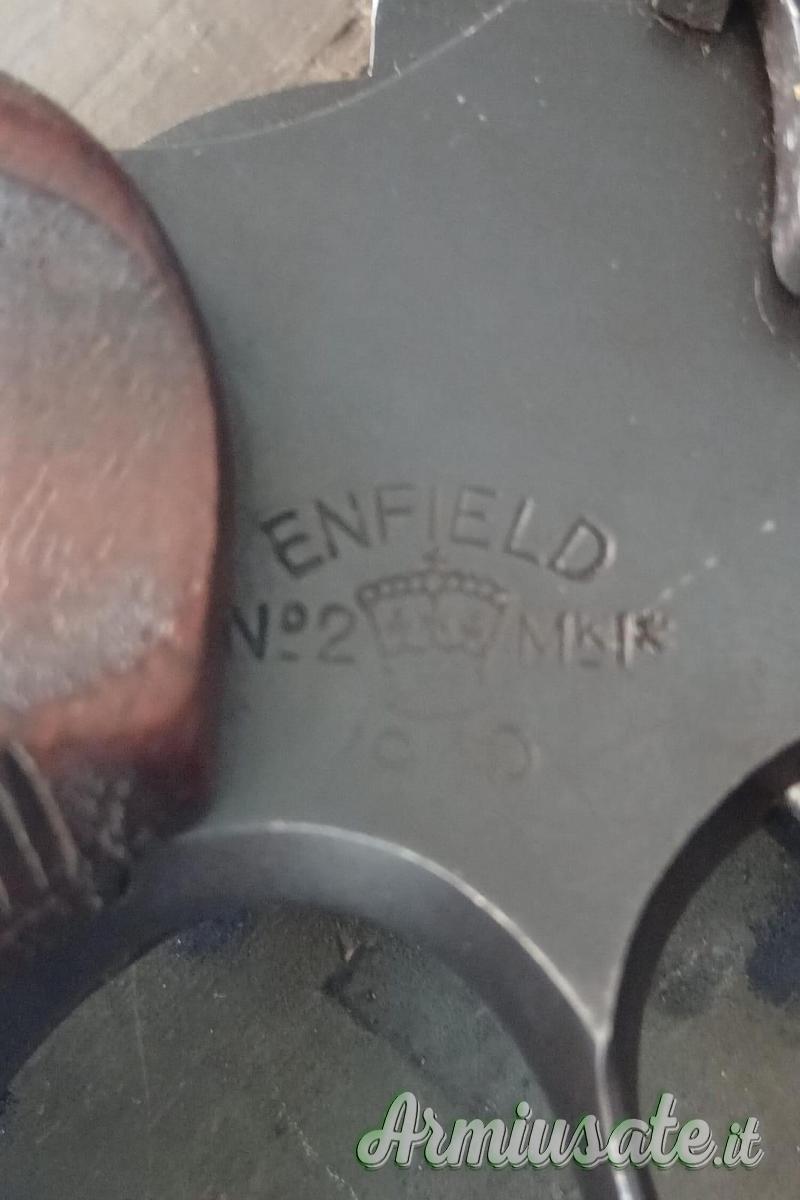 ENFIELD
Nº2 MkI*
Armiusate.it